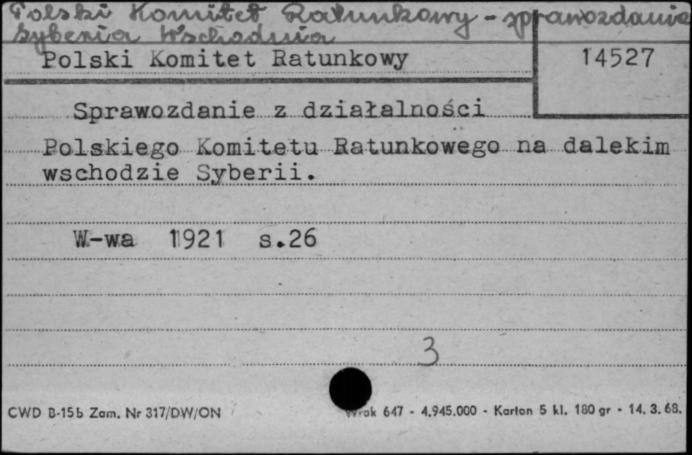 Polski Komitet Ratunkowy - sprawozdanie
Syberia Wschodnia
Polski Komitet Ratunkowy
14527
Sprawozdanie z działalności
Polskiego Komitetu Ratunkowego na dalekim
wschodzie Syberii.
W-wa 1921 s.26
3
CWD B-15b Zam. Nr 317/DW/ON
647 - 4.945.000 - Karton 5 kl. 180 gr - 14. 3. 68.